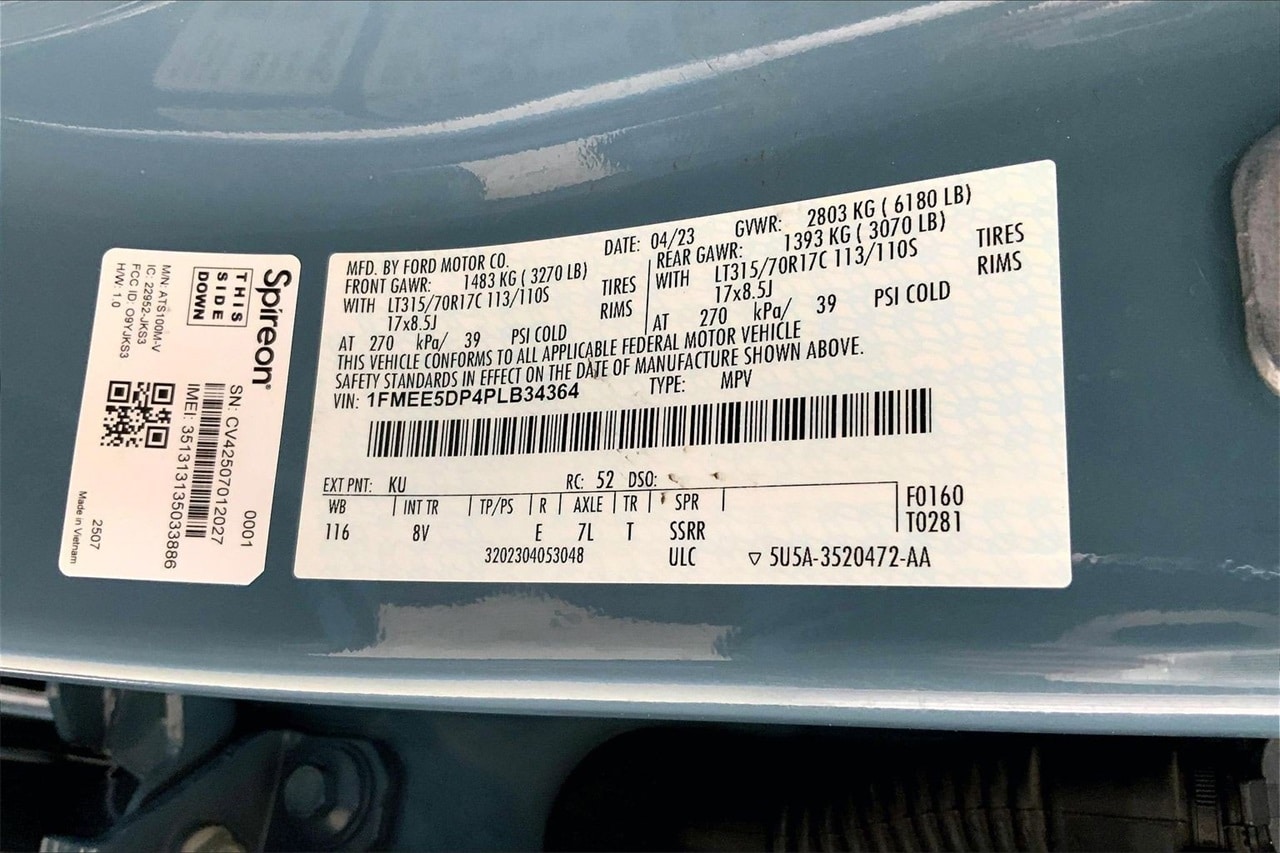 Spireon®
THIS
SIDE
DOWN
M/N: ATS100M-V
IC: 22952-JKS3
FCC ID: O9YJKS3
H/W: 1.0
0001
SN: CV42507012027
IMEI: 351313135033886
2507
Made in Vietnam
MFD. BY FORD MOTOR CO.
DATE: 04/23
GVWR: 2803 KG ( 6180 LB)
FRONT GAWR: 1483 KG ( 3270 LB)
WITH LT315/70R17C 113/110S TIRES
17x8.5J RIMS
AT 270 kPa/ 39 PSI COLD
REAR GAWR: 1393 KG ( 3070 LB)
WITH LT315/70R17C 113/110S TIRES
17x8.5J RIMS
AT 270 kPa/ 39 PSI COLD
THIS VEHICLE CONFORMS TO ALL APPLICABLE FEDERAL MOTOR VEHICLE
SAFETY STANDARDS IN EFFECT ON THE DATE OF MANUFACTURE SHOWN ABOVE.
VIN: 1FMEE5DP4PLB34364 TYPE: MPV
EXT PNT: KU RC: 52 DSO:
WB INT TR TP/PS R AXLE TR SPR
116 8V E 7L T SSRR
F0160
T0281
3202304053048 ULC ▽ 5U5A-3520472-AA